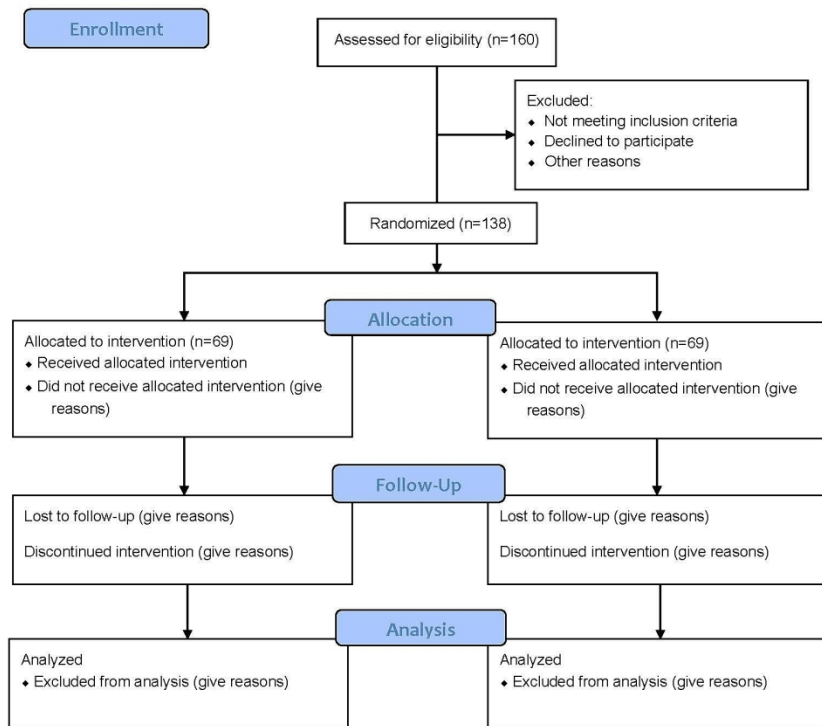 Enrollment
Assessed for eligibility (n=160)
Excluded:
◆ Not meeting inclusion criteria
◆ Declined to participate
◆ Other reasons
Randomized (n=138)
Allocation
Allocated to intervention (n=69)
◆ Received allocated intervention
◆ Did not receive allocated intervention (give
reasons)
Allocated to intervention (n=69)
◆ Received allocated intervention
◆ Did not receive allocated intervention (give
reasons)
Follow-Up
Lost to follow-up (give reasons)
Discontinued intervention (give reasons)
Lost to follow-up (give reasons)
Discontinued intervention (give reasons)
Analysis
Analyzed
◆ Excluded from analysis (give reasons)
Analyzed
◆ Excluded from analysis (give reasons)